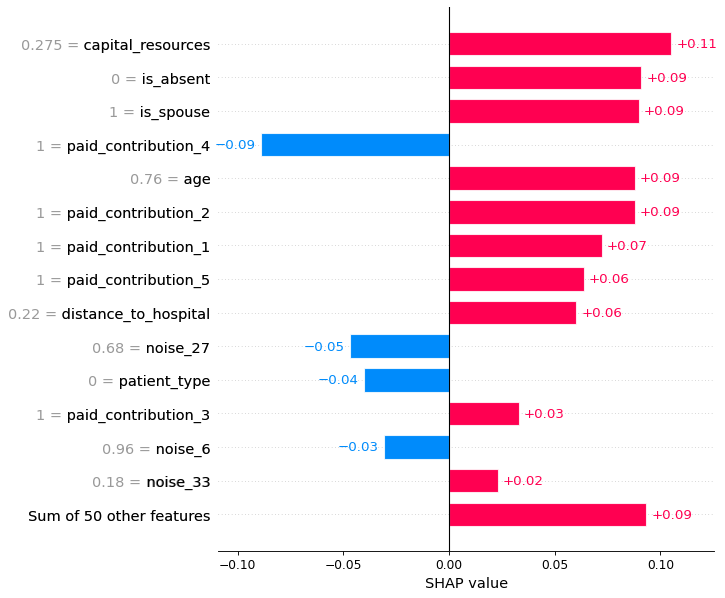 0.275 = capital_resources +0.11
0 = is_absent +0.09
1 = is_spouse +0.09
1 = paid_contribution_4 −0.09
0.76 = age +0.09
1 = paid_contribution_2 +0.09
1 = paid_contribution_1 +0.07
1 = paid_contribution_5 +0.06
0.22 = distance_to_hospital +0.06
0.68 = noise_27 −0.05
0 = patient_type −0.04
1 = paid_contribution_3 +0.03
0.96 = noise_6 −0.03
0.18 = noise_33 +0.02
Sum of 50 other features +0.09
−0.10 −0.05 0.00 0.05 0.10
SHAP value